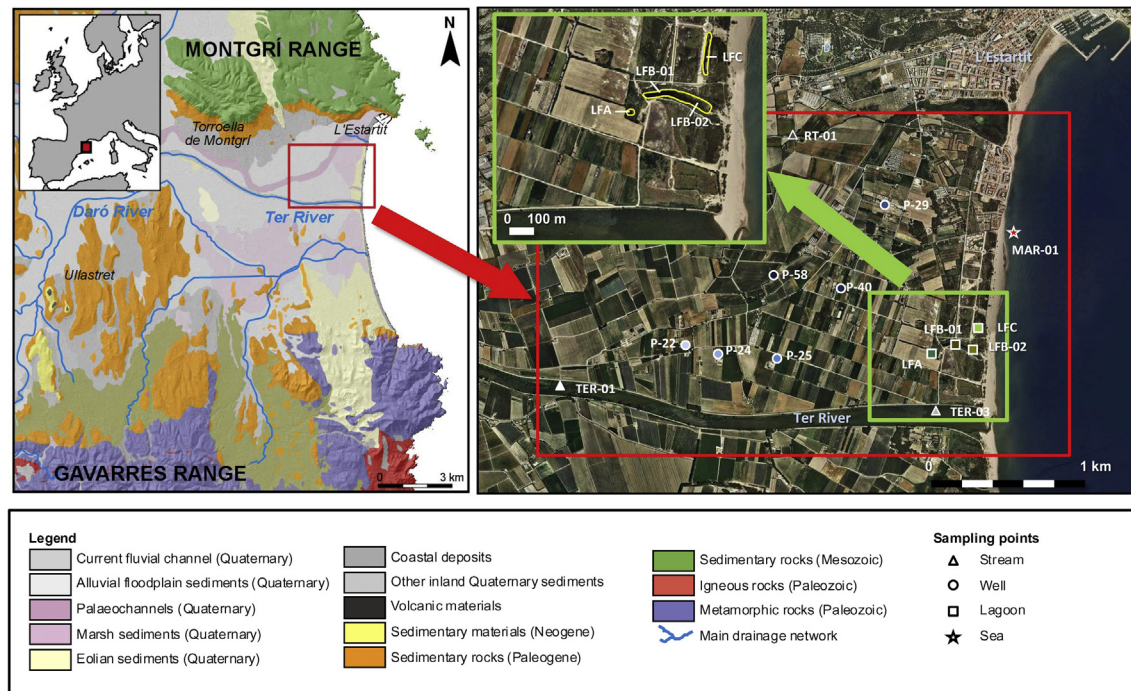 MONTGRÍ RANGE
N
Torroella
de Montgrí
L'Estartit
Daró River
Ter River
Ullastret
GAVARRES RANGE
0
3 km
LFC
LFB-01
LFA
LFB-02
0
100 m
L'Estartit
RT-01
P-29
MAR-01
P-58
P-40
LFB-01
LFC
P-22
P-24
P-25
LFB-02
LFA
TER-01
Ter River
TER-03
0
1 km
Legend
Current fluvial channel (Quaternary)
Alluvial floodplain sediments (Quaternary)
Palaeochannels (Quaternary)
Marsh sediments (Quaternary)
Eolian sediments (Quaternary)
Coastal deposits
Other inland Quaternary sediments
Volcanic materials
Sedimentary materials (Neogene)
Sedimentary rocks (Paleogene)
Sedimentary rocks (Mesozoic)
Igneous rocks (Paleozoic)
Metamorphic rocks (Paleozoic)
Main drainage network
Sampling points
Stream
Well
Lagoon
Sea